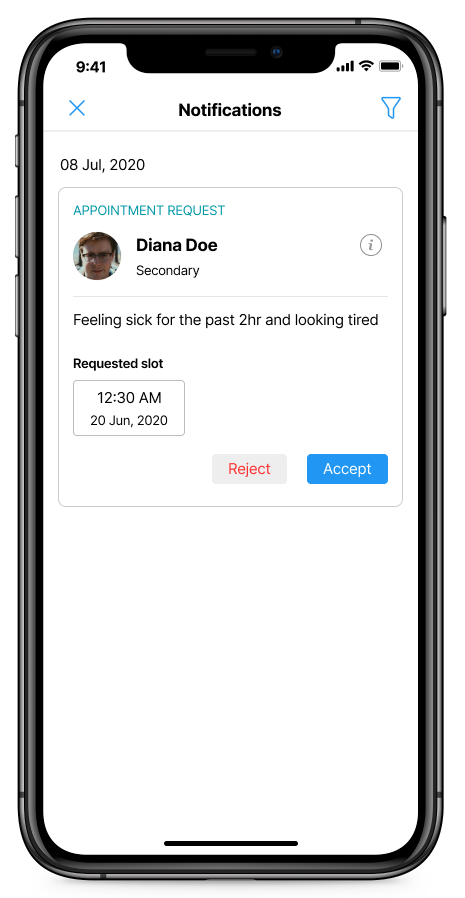 9:41
Notifications
08 Jul, 2020
APPOINTMENT REQUEST
Diana Doe
Secondary
Feeling sick for the past 2hr and looking tired
Requested slot
12:30 AM
20 Jun, 2020
Reject Accept